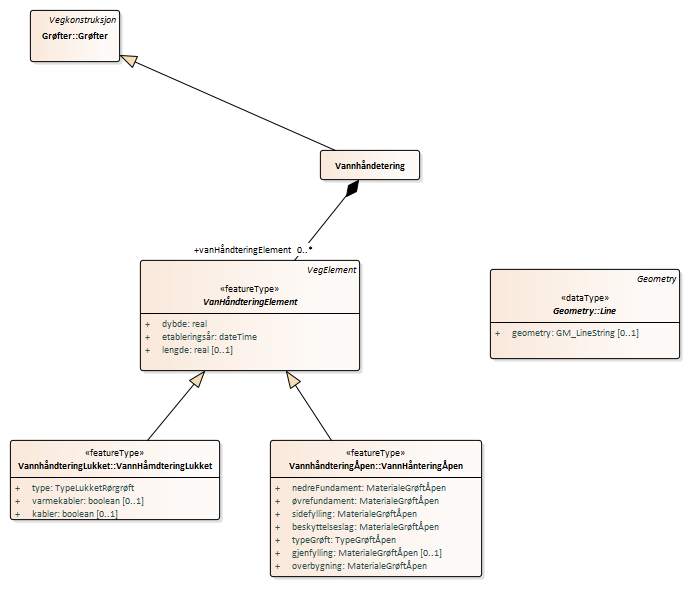 Vegkonstruksjon
Grøfter::Grøfter
Vannhåndetering
+vanHåndteringElement 0..*
VegElement
«featureType»
VanHåndteringElement
+ dybde: real
+ etableringsår: dateTime
+ lengde: real [0..1]
Geometry
«dataType»
Geometry::Line
+ geometry: GM_LineString [0..1]
«featureType»
VannhåndteringLukket::VannHåmdteringLukket
+ type: TypeLukketRørgrøft
+ varmekabler: boolean [0..1]
+ kabler: boolean [0..1]
«featureType»
VannhåndteringÅpen::VannHånteringÅpen
+ nedreFundament: MaterialeGrøftÅpen
+ øvrefundament: MaterialeGrøftÅpen
+ sidefylling: MaterialeGrøftÅpen
+ beskyttelseslag: MaterialeGrøftÅpen
+ typeGrøft: TypeGrøftÅpen
+ gjenfylling: MaterialeGrøftÅpen [0..1]
+ overbygning: MaterialeGrøftÅpen